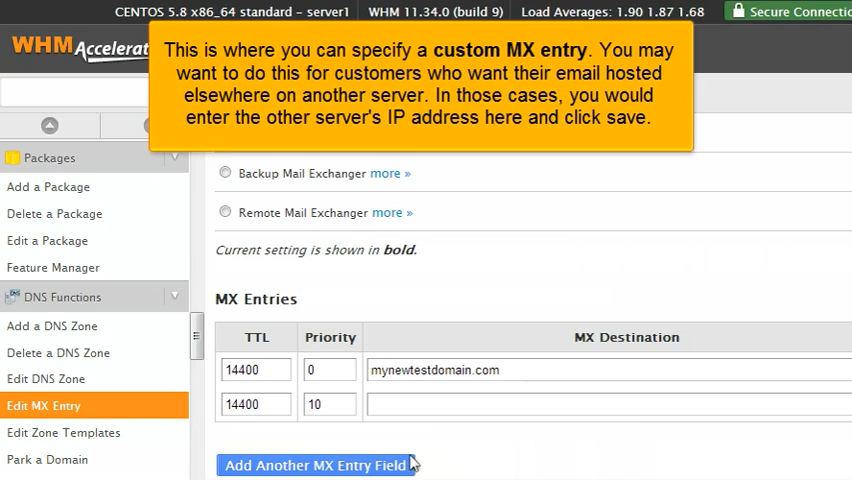 CENTOS 5.8 x86_64 standard – server1 WHM 11.34.0 (build 9) Load Averages: 1.90 1.87 1.68 Secure Connectio
WHM Accelerat
This is where you can specify a custom MX entry. You may
want to do this for customers who want their email hosted
elsewhere on another server. In those cases, you would
enter the other server's IP address here and click save.
Packages
Add a Package
Delete a Package
Edit a Package
Feature Manager
DNS Functions
Add a DNS Zone
Delete a DNS Zone
Edit DNS Zone
Edit MX Entry
Edit Zone Templates
Park a Domain
Backup Mail Exchanger more »
Remote Mail Exchanger more »
Current setting is shown in bold.
MX Entries
TTL Priority MX Destination
14400 0 mynewtestdomain.com
14400 10
Add Another MX Entry Field